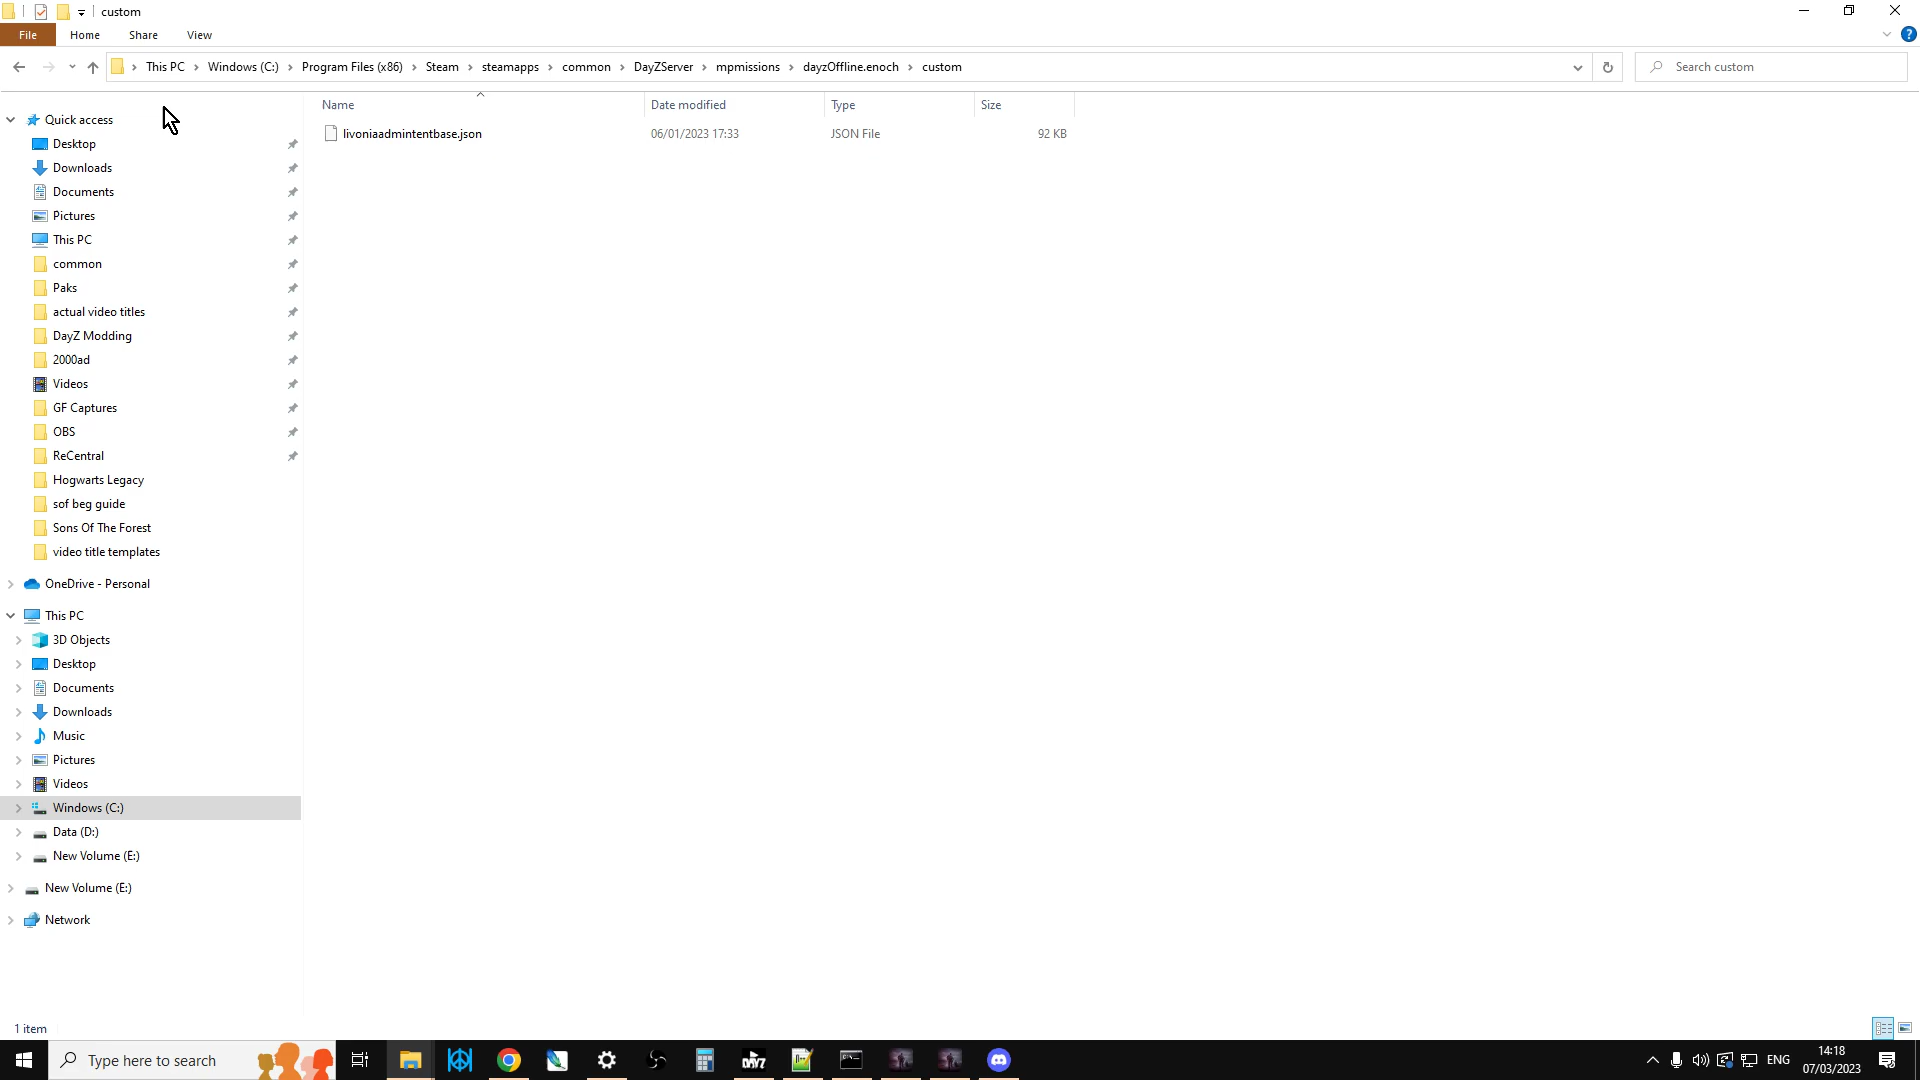 custom
File Home Share View
This PC Windows (C:) Program Files (x86) Steam steamapps common DayZServer mpmissions dayzOffline.enoch custom
Search custom
Name Date modified Type Size
livoniaadmintentbase.json 06/01/2023 17:33 JSON File 92 KB
Quick access
Desktop
Downloads
Documents
Pictures
This PC
common
Paks
actual video titles
DayZ Modding
2000ad
Videos
GF Captures
OBS
ReCentral
Hogwarts Legacy
sof beg guide
Sons Of The Forest
video title templates
OneDrive - Personal
This PC
3D Objects
Desktop
Documents
Downloads
Music
Pictures
Videos
Windows (C:)
Data (D:)
New Volume (E:)
New Volume (E:)
Network
1 item
Type here to search
DAYZ
ENG
14:18
07/03/2023